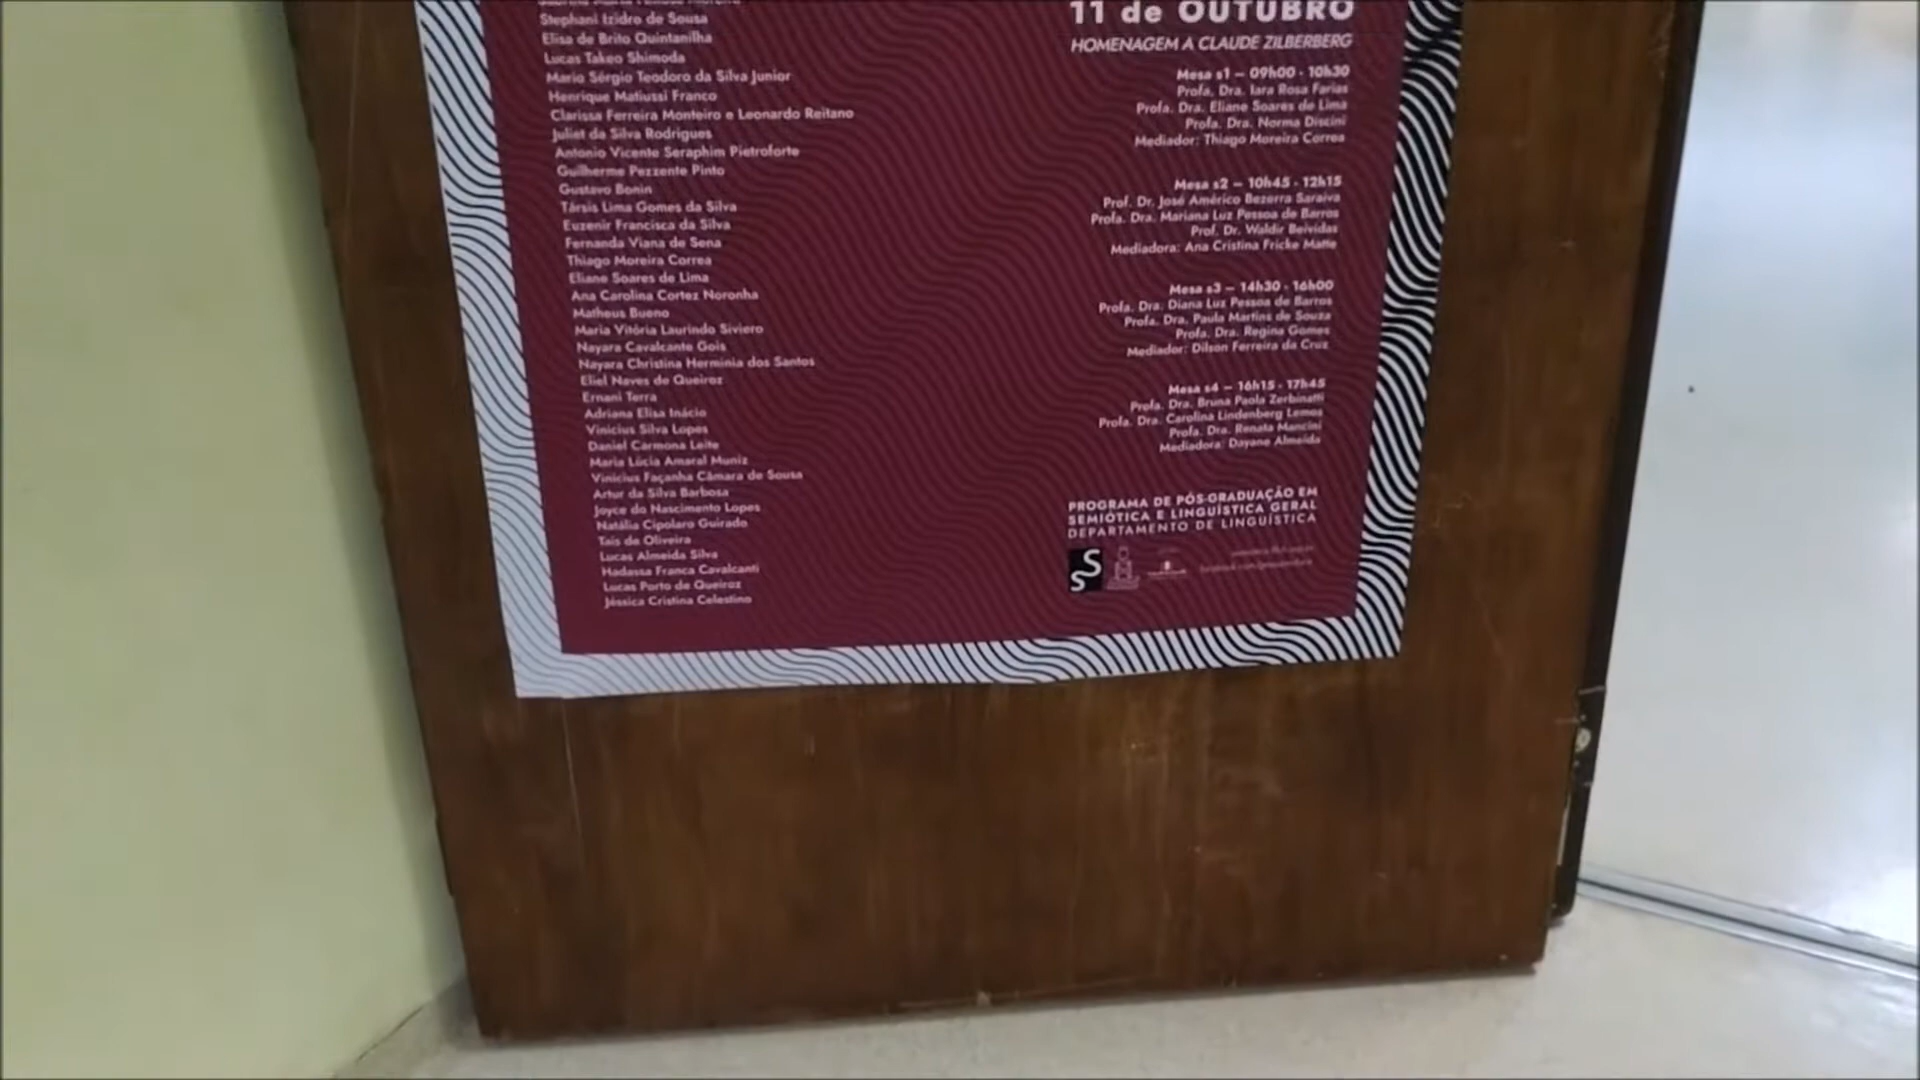 Stephani Izidro de Sousa
Elisa de Brito Quintanilha
Lucas Takeo Shimoda
Mario Sérgio Teodoro da Silva Junior
Henrique Matiussi Franco
Clarissa Ferreira Monteiro e Leonardo Reitano
Juliet da Silva Rodrigues
Antonio Vicente Seraphim Pietroforte
Guilherme Pezzente Pinto
Gustavo Bonin
Társis Lima Gomes da Silva
Euzenir Francisca da Silva
Fernanda Viana de Sena
Thiago Moreira Correa
Eliane Soares de Lima
Ana Carolina Cortez Noronha
Matheus Bueno
Maria Vitória Laurindo Siviero
Nayara Cavalcante Gois
Nayara Christina Herminia dos Santos
Eliel Naves de Queiroz
Ernani Terra
Adriana Elisa Inácio
Vinicius Silva Lopes
Daniel Carmona Leite
Maria Lúcia Amaral Muniz
Vinicius Façanha Câmara de Sousa
Artur da Silva Barbosa
Joyce do Nascimento Lopes
Natália Cipolaro Guirado
Taís de Oliveira
Lucas Almeida Silva
Hadassa Franca Cavalcanti
Lucas Porto de Queiroz
Jéssica Cristina Celestino
11 de OUTUBRO
HOMENAGEM A CLAUDE ZILBERBERG
Mesa s1 – 09h00 - 10h30
Profa. Dra. Iara Rosa Farias
Profa. Dra. Eliane Soares de Lima
Profa. Dra. Norma Discini
Mediador: Thiago Moreira Correa
Mesa s2 – 10h45 - 12h15
Prof. Dr. José Américo Bezerra Saraiva
Profa. Dra. Mariana Luz Pessoa de Barros
Prof. Dr. Waldir Beividas
Mediadora: Ana Cristina Fricke Matte
Mesa s3 – 14h30 - 16h00
Profa. Dra. Diana Luz Pessoa de Barros
Profa. Dra. Paula Martins de Souza
Profa. Dra. Regina Gomes
Mediador: Dilson Ferreira da Cruz
Mesa s4 – 16h15 - 17h45
Profa. Dra. Bruna Paola Zerbinatti
Profa. Dra. Carolina Lindenberg Lemos
Profa. Dra. Renata Mancini
Mediadora: Dayane Almeida
PROGRAMA DE PÓS-GRADUAÇÃO EM
SEMIÓTICA E LINGUÍSTICA GERAL
DEPARTAMENTO DE LINGUÍSTICA